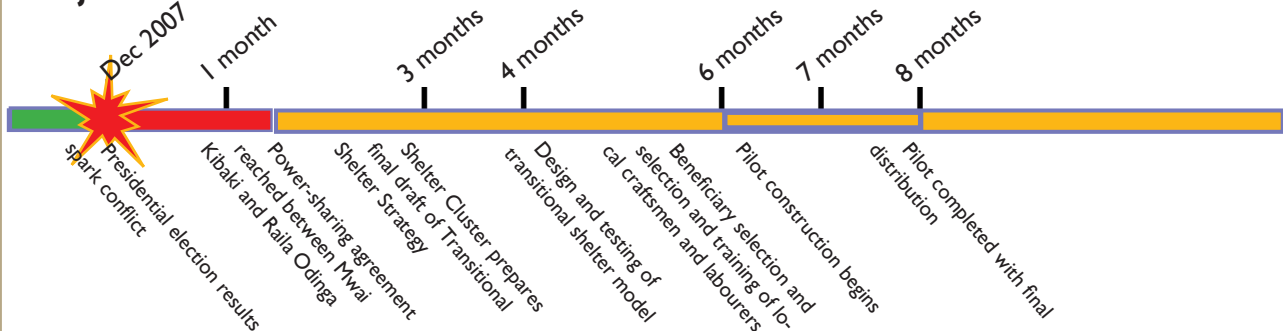 Dec 2007
1 month
3 months
4 months
6 months
7 months
8 months
Presidential election results
spark conflict
Power-sharing agreement
reached between Mwai
Kibaki and Raila Odinga
Shelter Cluster prepares
final draft of Transitional
Shelter Strategy
Design and testing of
transitional shelter model
Beneficiary selection and
selection and training of lo-
cal craftsmen and labourers
Pilot construction begins
Pilot completed with final
distribution